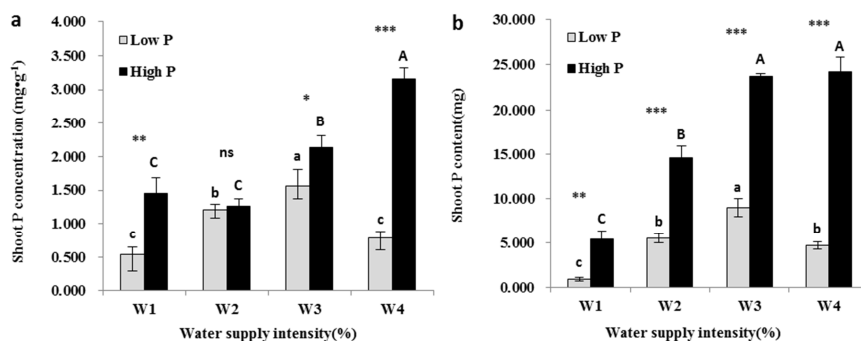 a
Shoot P concentration (mg•g⁻¹)
4.000
3.500
3.000
2.500
2.000
1.500
1.000
0.500
0.000
Low P
High P
**
ns
*
***
c
C
b
C
a
B
c
A
W1
W2
W3
W4
Water supply intensity(%)
b
Shoot P content(mg)
30.000
25.000
20.000
15.000
10.000
5.000
0.000
Low P
High P
**
***
***
***
c
C
b
B
a
A
b
A
W1
W2
W3
W4
Water supply intensity(%)